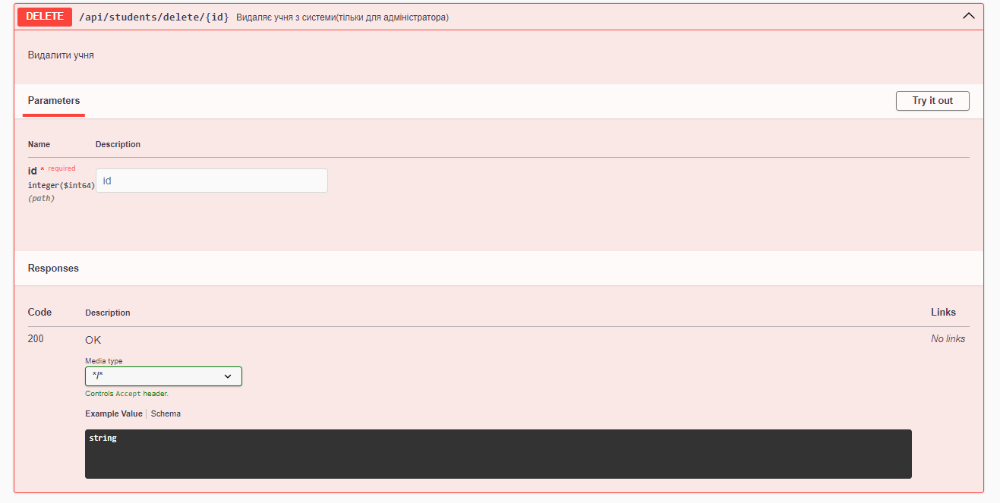 DELETE /api/students/delete/{id} Видаляє учня з системи(тільки для адміністратора)
Видалити учня
Parameters Try it out
Name Description
id * required
integer($int64)
(path)
id
Responses
Code Description Links
200 OK No links
Media type
*/*
Controls Accept header.
Example Value Schema
string